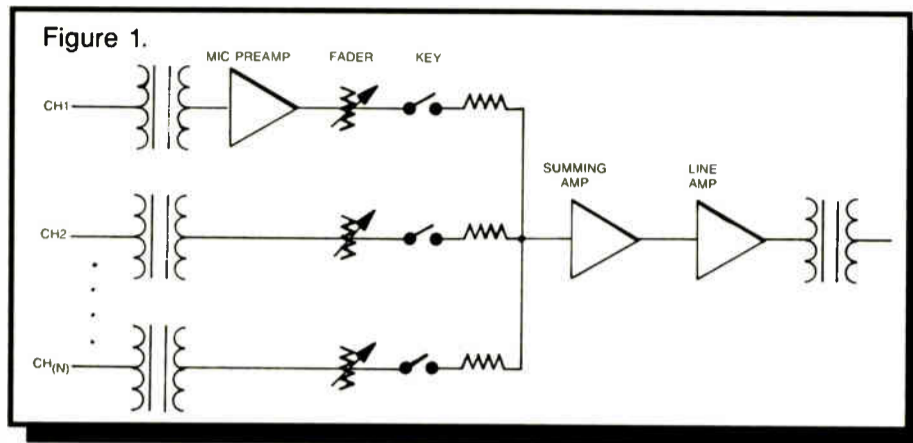 Figure 1.
MIC PREAMP FADER KEY
CH1
SUMMING AMP
LINE AMP
CH2
CH(N)